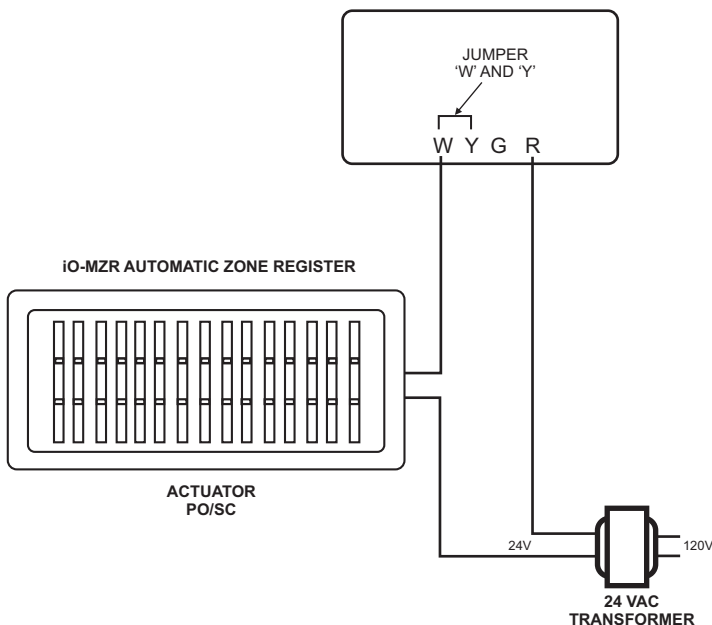 JUMPER
‘W’ AND ‘Y’
W Y G R
iO-MZR AUTOMATIC ZONE REGISTER
ACTUATOR
PO/SC
24V
120V
24 VAC
TRANSFORMER